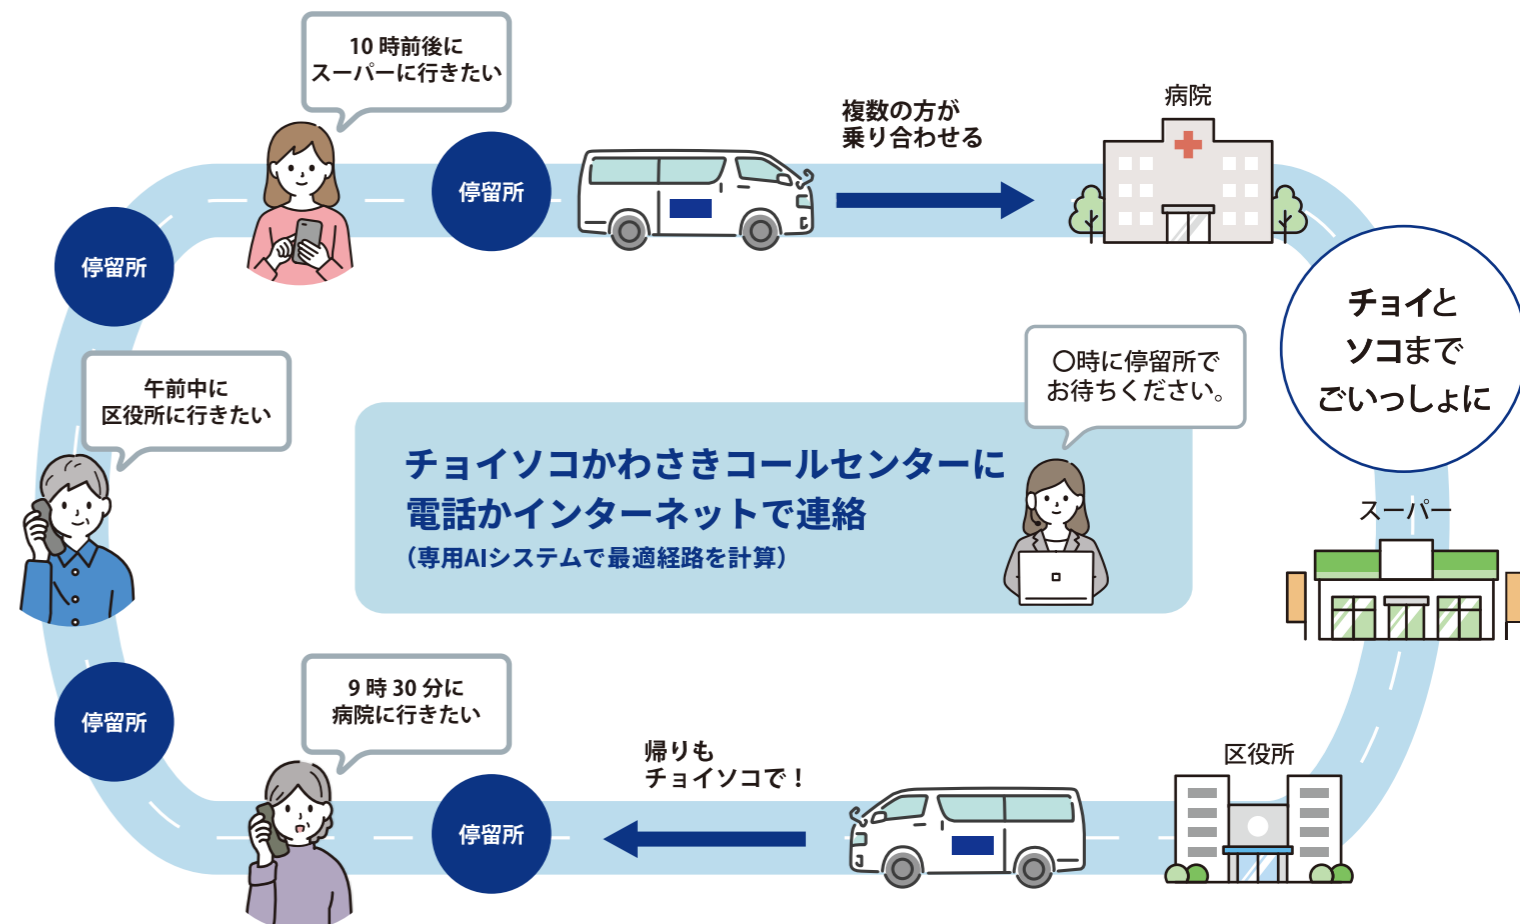 10 時前後に
スーパーに行きたい
複数の方が
乗り合わせる
病院
停留所
停留所
チョイと
ソコまで
ごいっしょに
午前中に
区役所に行きたい
〇時に停留所で
お待ちください。
チョイソコかわさきコールセンターに
電話かインターネットで連絡
（専用AIシステムで最適経路を計算）
スーパー
停留所
9 時 30 分に
病院に行きたい
帰りも
チョイソコで！
区役所
停留所